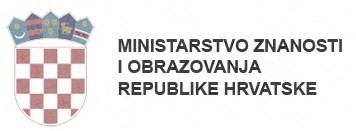 MINISTARSTVO ZNANOSTI
I OBRAZOVANJA
REPUBLIKE HRVATSKE